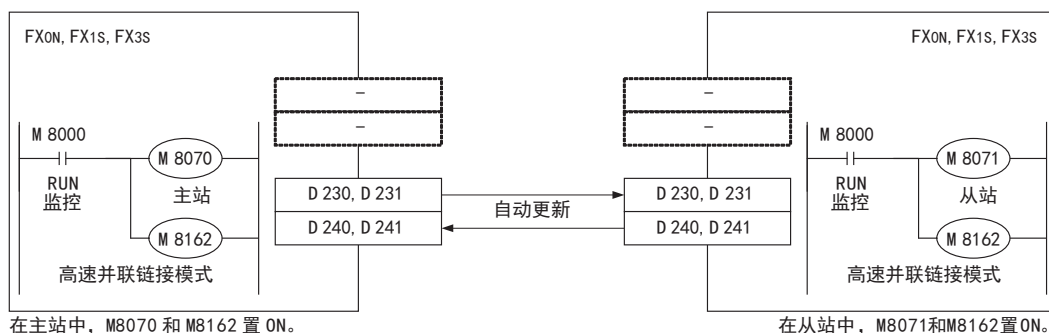 FX0N, FX1S, FX3S
FX0N, FX1S, FX3S
–
–
–
–
M 8000
M 8070
RUN
监控
主站
M 8162
高速并联链接模式
D 230, D 231
D 240, D 241
自动更新
D 230, D 231
D 240, D 241
M 8000
M 8071
RUN
监控
从站
M 8162
高速并联链接模式
在主站中，M8070 和 M8162 置 ON。
在从站中，M8071和M8162置ON。